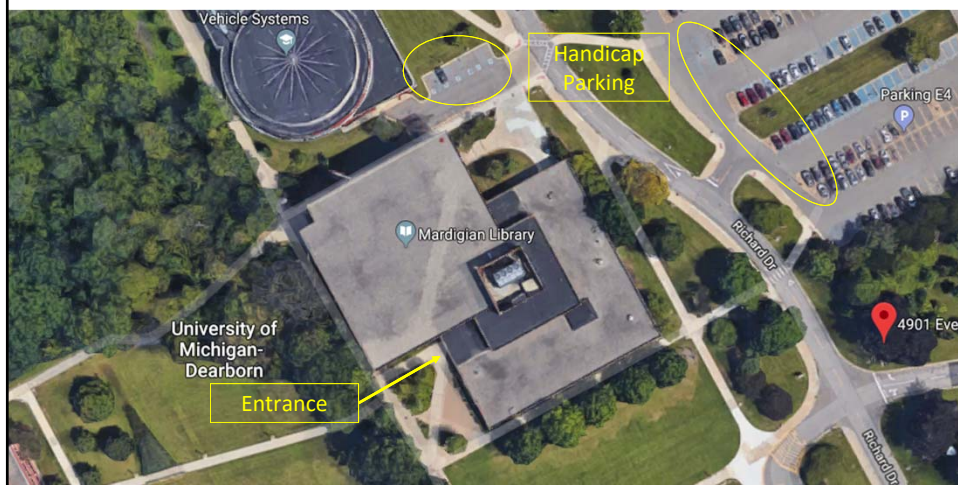 Vehicle Systems
Handicap
Parking
Parking E4
P
Mardigian Library
Richard Dr
University of
Michigan-
Dearborn
4901 Eve
Entrance
Richard Dr